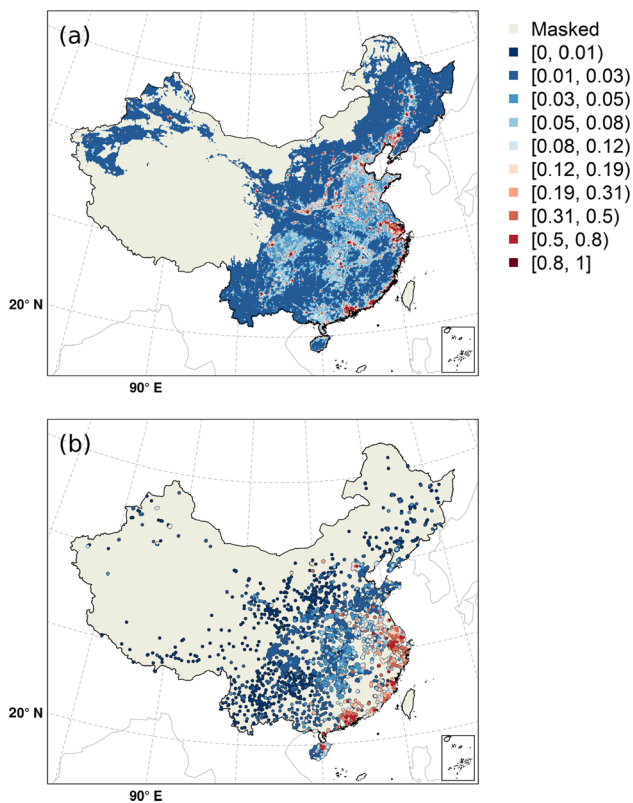 (a)
20° N
90° E
Masked
[0, 0.01)
[0.01, 0.03)
[0.03, 0.05)
[0.05, 0.08)
[0.08, 0.12)
[0.12, 0.19)
[0.19, 0.31)
[0.31, 0.5)
[0.5, 0.8)
[0.8, 1]
(b)
20° N
90° E